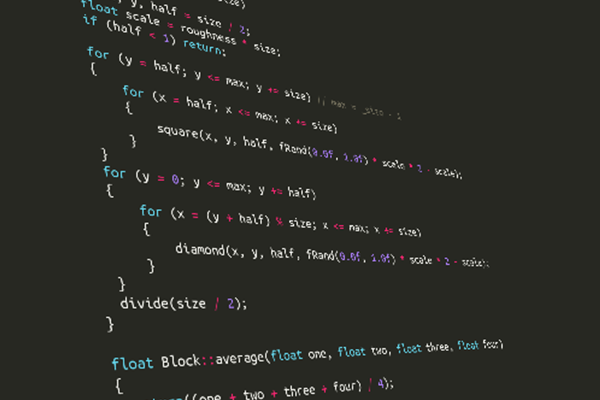 y, half = size / 2;
float scale = roughness * size;
if (half < 1) return;
for (y = half; y <= max; y += size) // max = _size - 1
{
for (x = half; x <= max; x += size)
{
square(x, y, half, fRand(0.0f, 1.0f) * scale * 2 - scale);
}
}
for (y = 0; y <= max; y += half)
{
for (x = (y + half) % size; x <= max; x += size)
{
diamond(x, y, half, fRand(0.0f, 1.0f) * scale * 2 - scale);
}
}
divide(size / 2);
}
float Block::average(float one, float two, float three, float four)
{
((one + two + three + four) / 4);